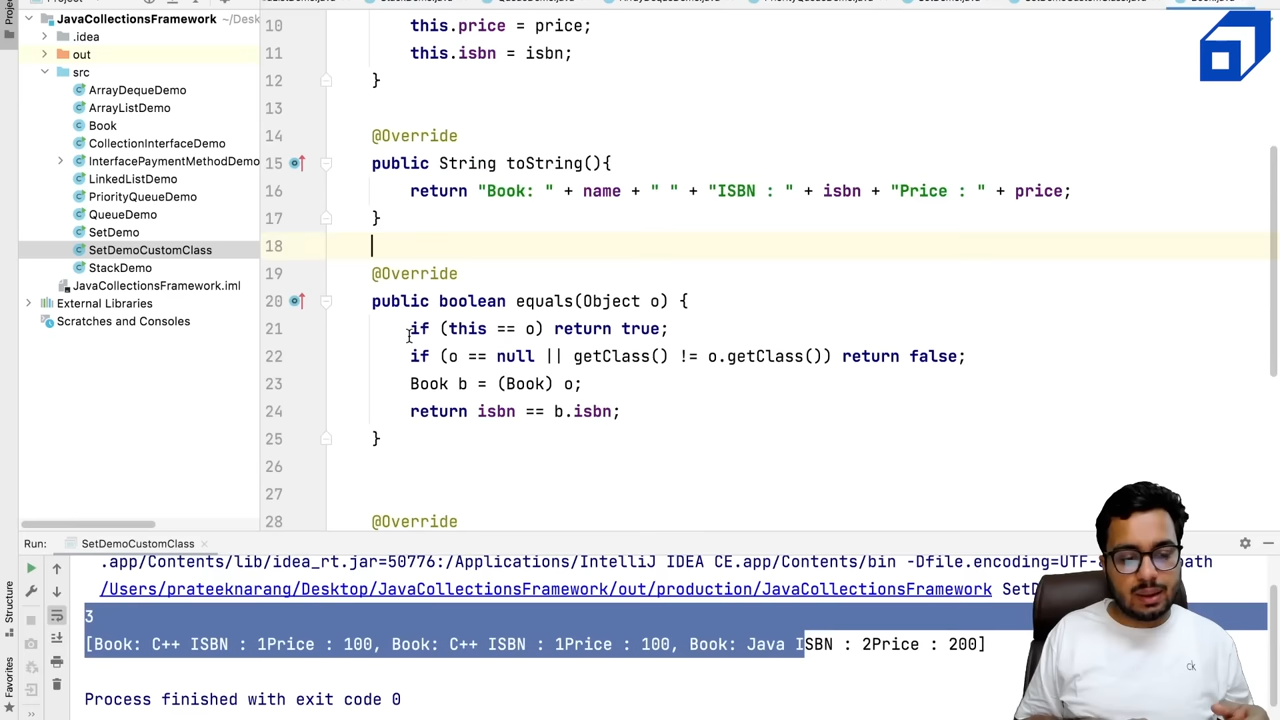 JavaCollectionsFramework ~/Desk
.idea
out
src
ArrayDequeDemo
ArrayListDemo
Book
CollectionInterfaceDemo
InterfacePaymentMethodDemo
LinkedListDemo
PriorityQueueDemo
QueueDemo
SetDemo
SetDemoCustomClass
StackDemo
JavaCollectionsFramework.iml
External Libraries
Scratches and Consoles
10 this.price = price;
11 this.isbn = isbn;
12 }
13
14 @Override
15 public String toString(){
16 return "Book: " + name + " " + "ISBN : " + isbn + "Price : " + price;
17 }
18
19 @Override
20 public boolean equals(Object o) {
21 if (this == o) return true;
22 if (o == null || getClass() != o.getClass()) return false;
23 Book b = (Book) o;
24 return isbn == b.isbn;
25 }
26
27
28 @Override
Run: SetDemoCustomClass
.app/Contents/lib/idea_rt.jar=50776:/Applications/IntelliJ IDEA CE.app/Contents/bin -Dfile.encoding=UTF-8
/Users/prateeknarang/Desktop/JavaCollectionsFramework/out/production/JavaCollectionsFramework
3
[Book: C++ ISBN : 1Price : 100, Book: C++ ISBN : 1Price : 100, Book: Java ISBN : 2Price : 200]
Process finished with exit code 0
Structure
Favorites
ck